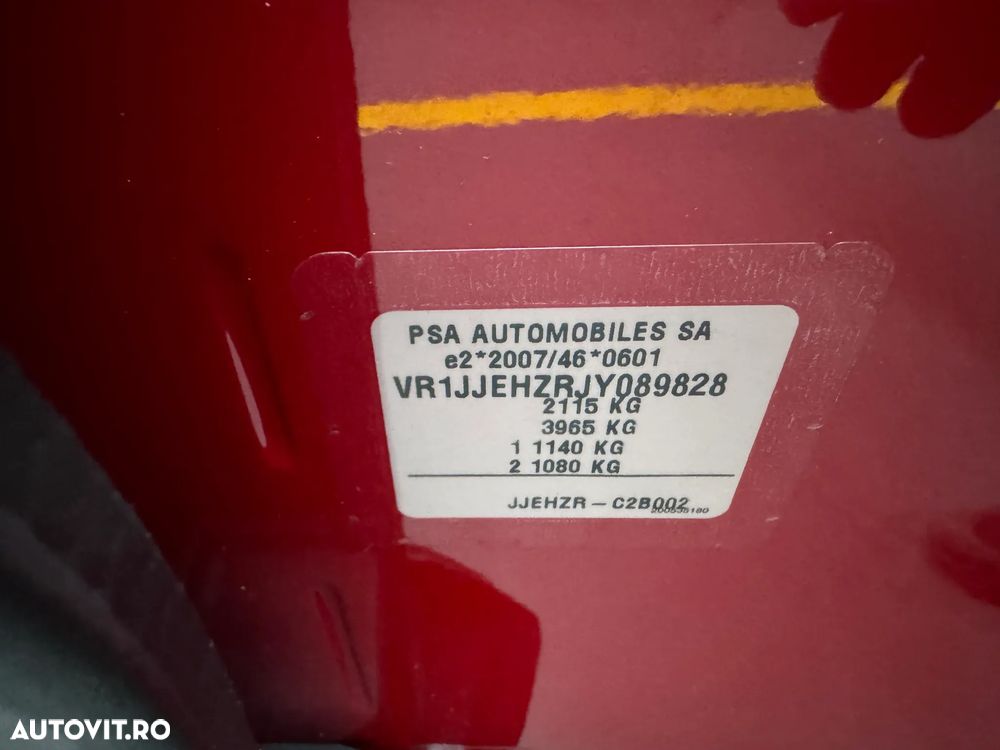 PSA AUTOMOBILES SA
e2*2007/46*0601
VR1JJEHZRJY089828
2115 KG
3965 KG
1 1140 KG
2 1080 KG
JJEHZR – C2B002
AUTOVIT.RO